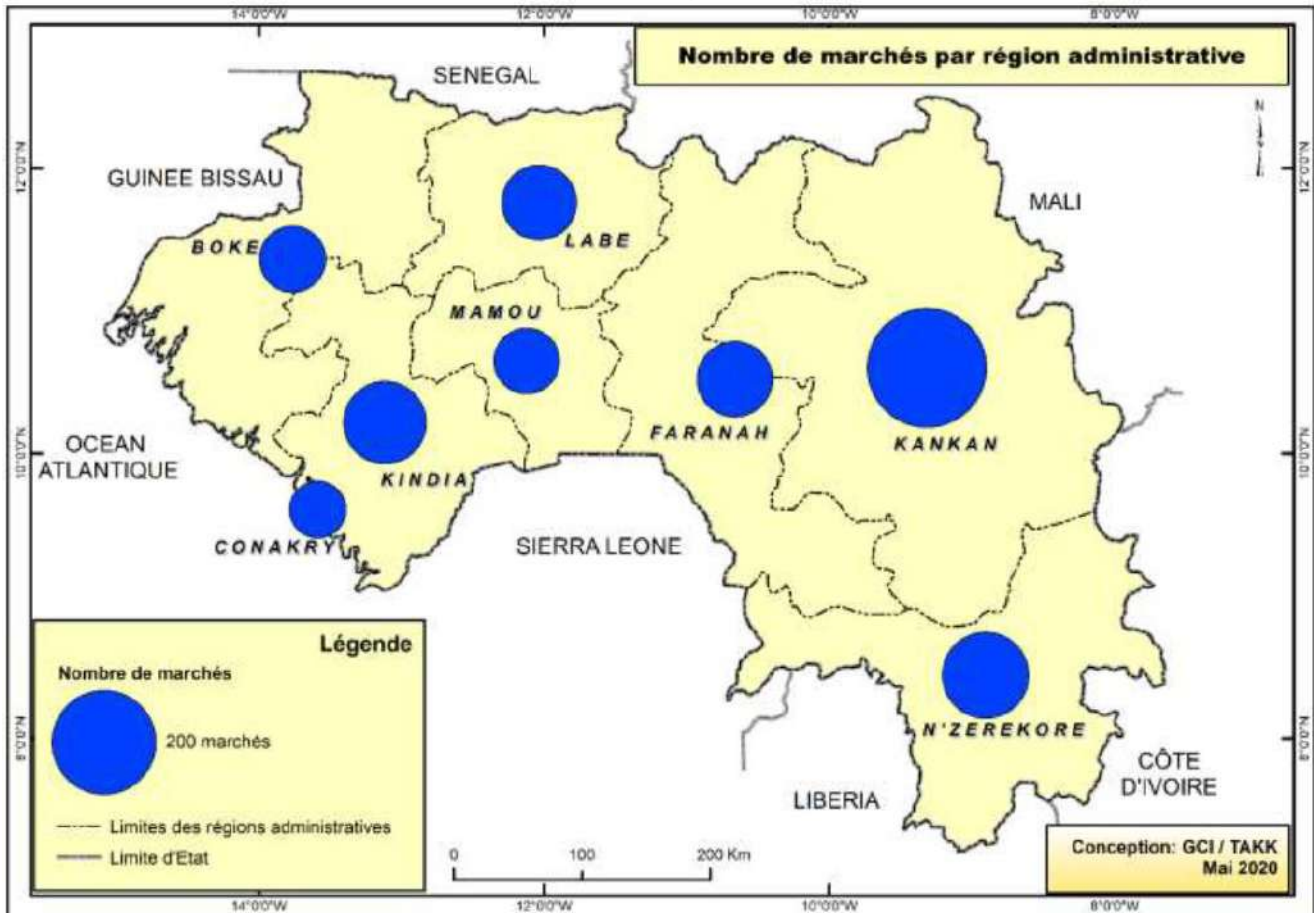 14°0'0"W 12°0'0"W 10°0'0"W 8°0'0"W
Nombre de marchés par région administrative
SENEGAL
N
12°0'0"N
12°0'0"N
GUINEE BISSAU
MALI
BOKE
LABE
MAMOU
FARANAH
KANKAN
OCEAN
ATLANTIQUE
10°0'0"N
10°0'0"N
KINDIA
CONAKRY
SIERRA LEONE
N'ZEREKORE
8°0'0"N
8°0'0"N
LIBERIA
CÔTE
D'IVOIRE
Légende
Nombre de marchés
200 marchés
Limites des régions administratives
Limite d'Etat
0 100 200 Km
Conception: GCI / TAKK
Mai 2020
14°0'0"W 12°0'0"W 10°0'0"W 8°0'0"W